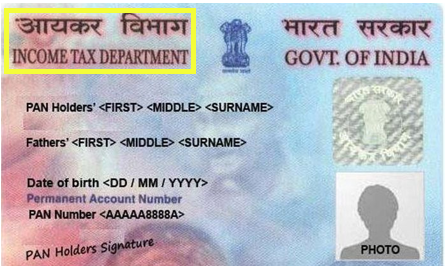 आयकर विभाग
INCOME TAX DEPARTMENT
भारत सरकार
GOVT. OF INDIA
PAN Holders' <FIRST> <MIDDLE> <SURNAME>
Fathers' <FIRST> <MIDDLE> <SURNAME>
Date of birth <DD / MM / YYYY>
Permanent Account Number
PAN Number <AAAAA8888A>
PAN Holders Signature
PHOTO